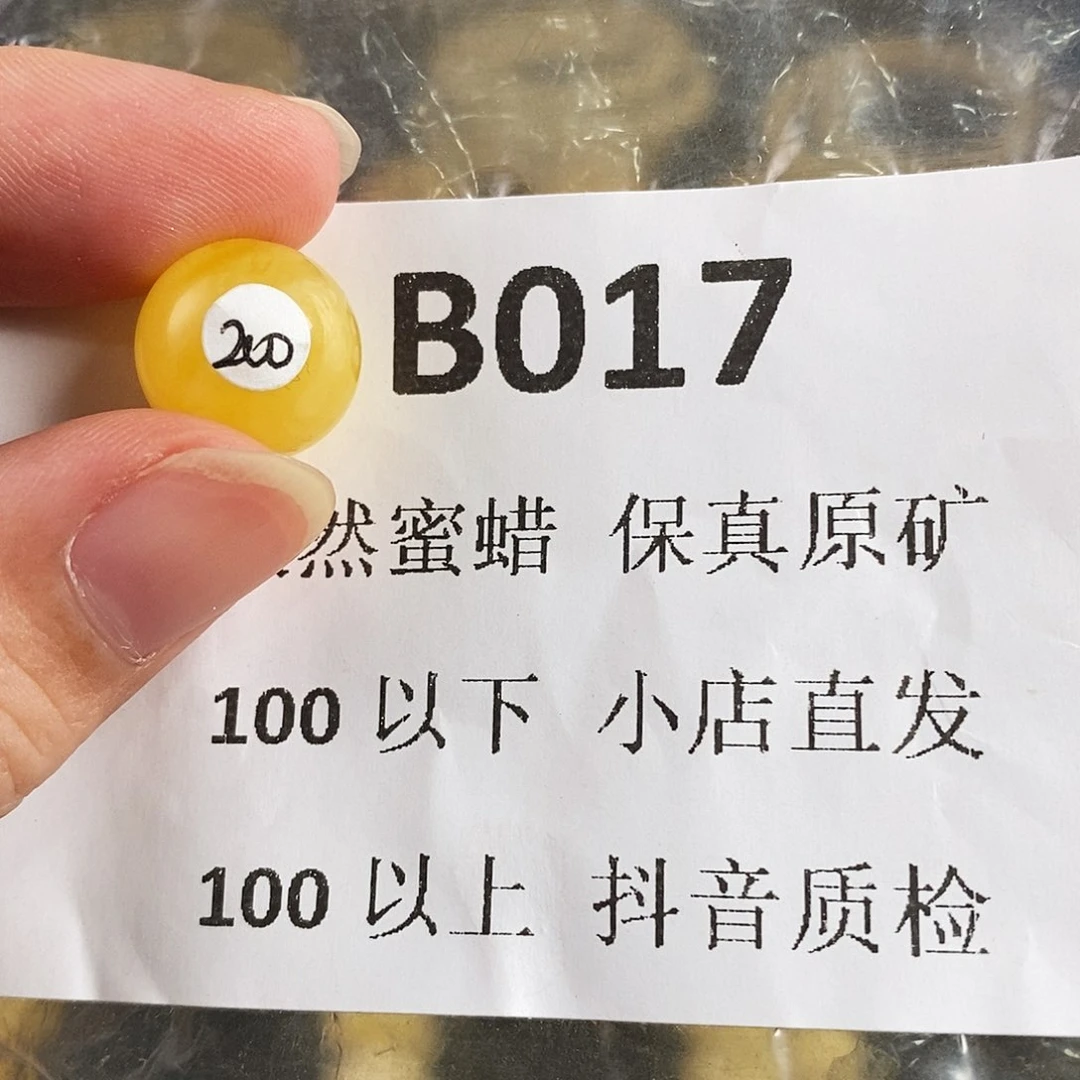 200
B017
然蜜蜡 保真原矿
100 以下 小店直发
100 以上 抖音质检